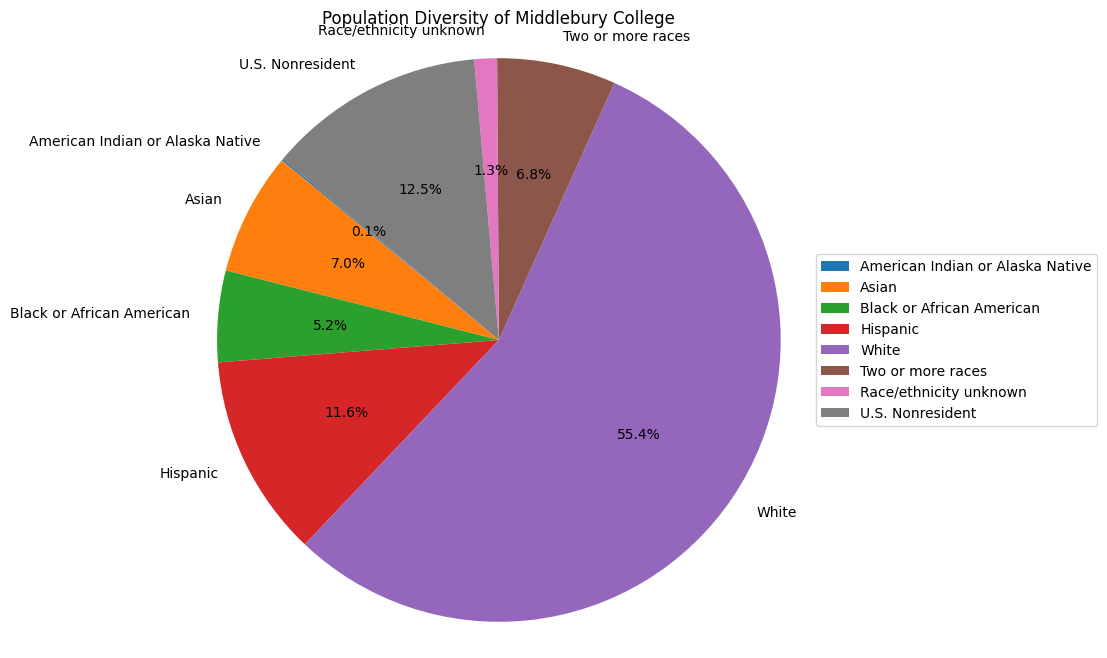 Population Diversity of Middlebury College
Race/ethnicity unknown
Two or more races
U.S. Nonresident
American Indian or Alaska Native
Asian
Black or African American
Hispanic
White
1.3%
6.8%
12.5%
0.1%
7.0%
5.2%
11.6%
55.4%
American Indian or Alaska Native
Asian
Black or African American
Hispanic
White
Two or more races
Race/ethnicity unknown
U.S. Nonresident